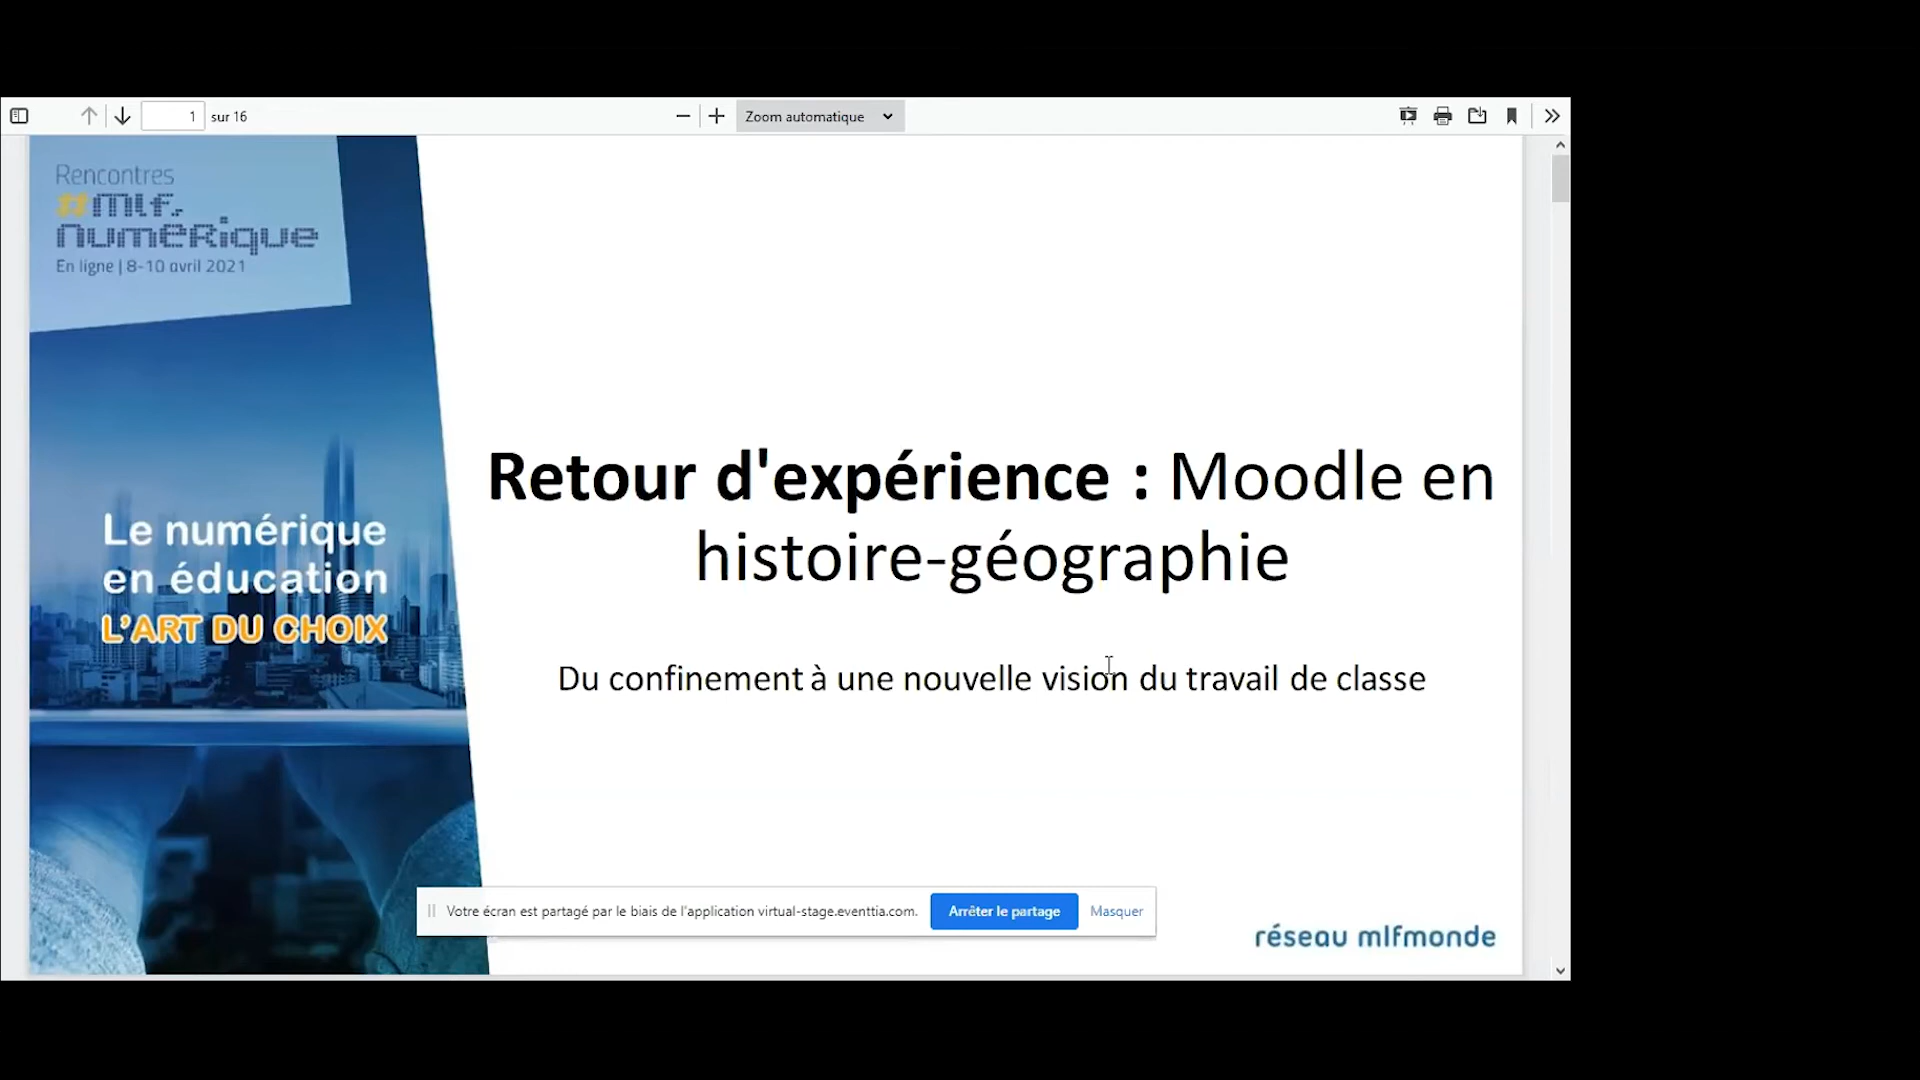 1 sur 16
Zoom automatique
Rencontres
#mlf.
numérique
En ligne | 8-10 avril 2021
Le numérique
en éducation
L'ART DU CHOIX
Retour d'expérience : Moodle en
histoire-géographie
Du confinement à une nouvelle vision du travail de classe
Votre écran est partagé par le biais de l'application virtual-stage.eventtia.com.
Arrêter le partage
Masquer
réseau mlfmonde